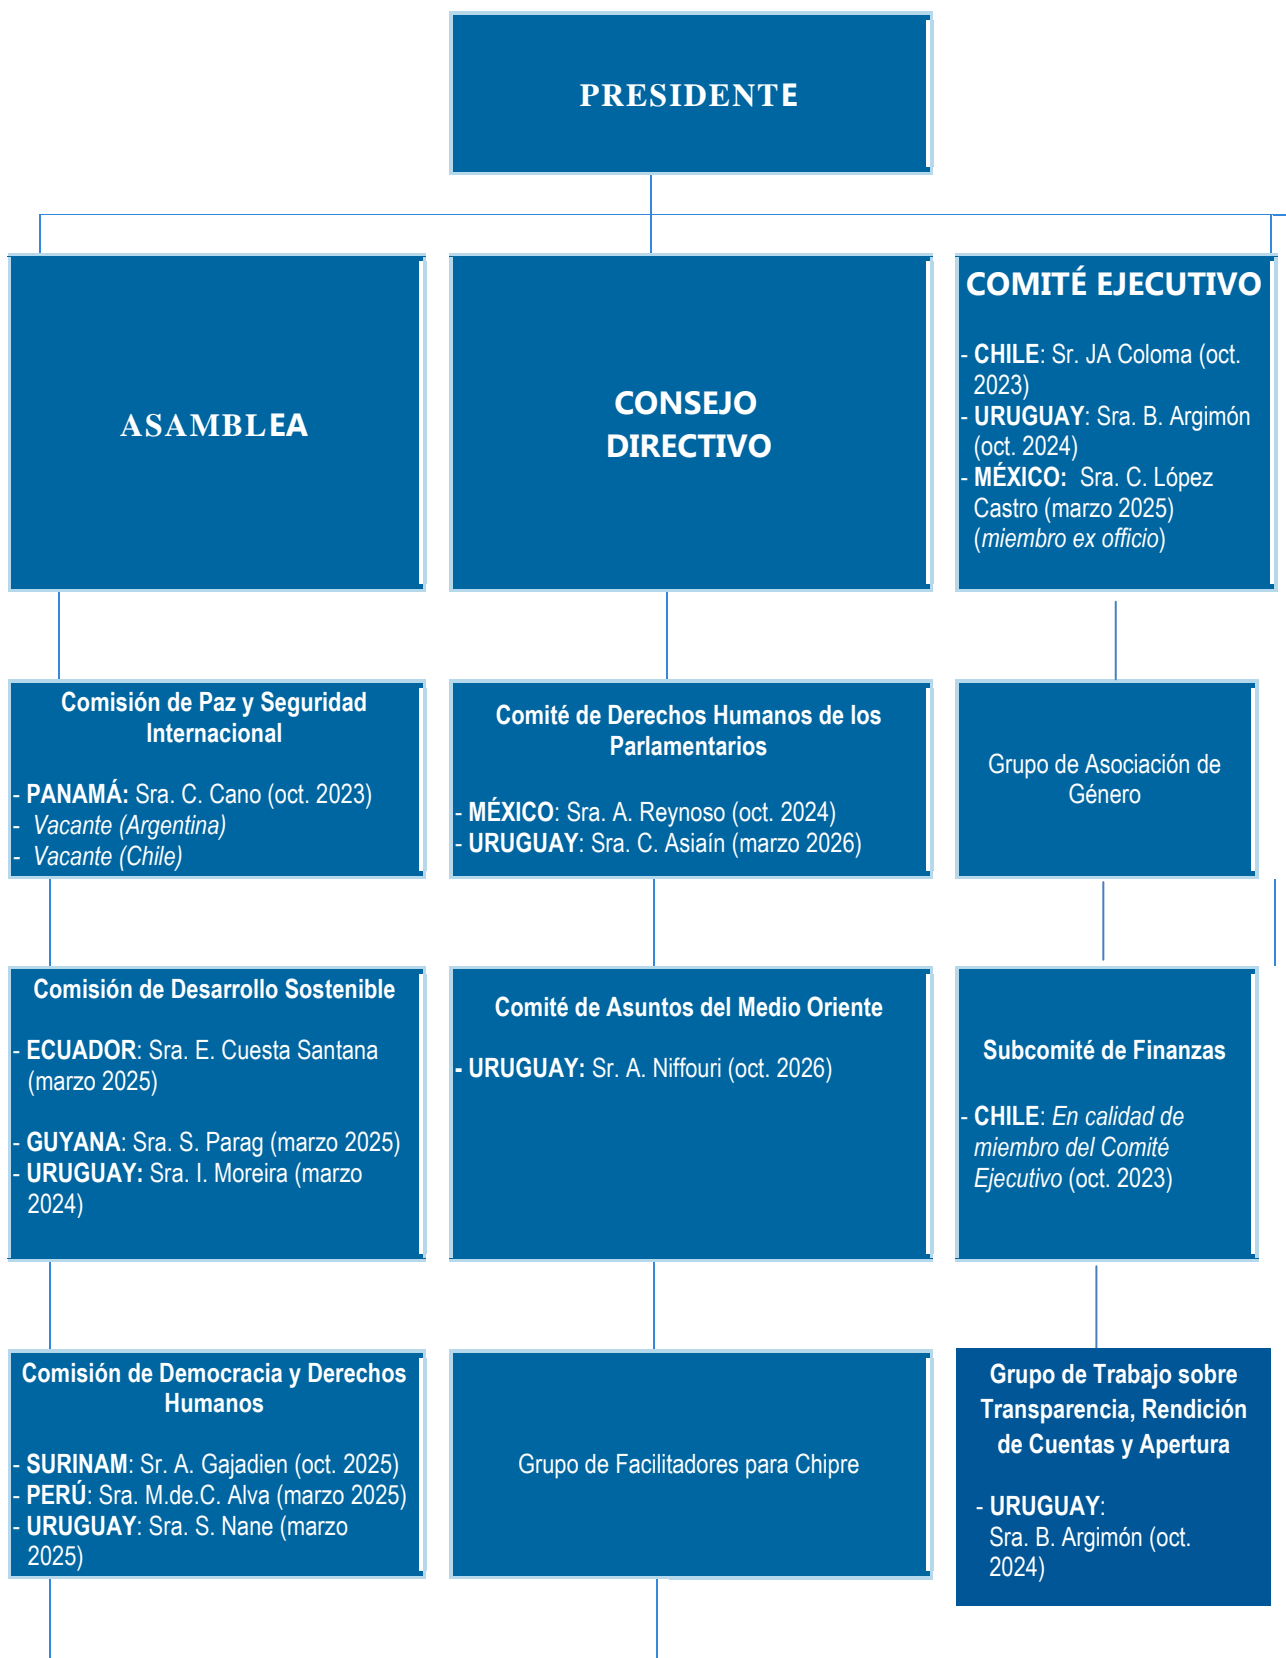 PRESIDENTE
ASAMBLEA
CONSEJO
DIRECTIVO
COMITÉ EJECUTIVO
- CHILE: Sr. JA Coloma (oct.
2023)
- URUGUAY: Sra. B. Argimón
(oct. 2024)
- MÉXICO: Sra. C. López
Castro (marzo 2025)
(miembro ex officio)
Comisión de Paz y Seguridad
Internacional
- PANAMÁ: Sra. C. Cano (oct. 2023)
- Vacante (Argentina)
- Vacante (Chile)
Comité de Derechos Humanos de los
Parlamentarios
- MÉXICO: Sra. A. Reynoso (oct. 2024)
- URUGUAY: Sra. C. Asiaín (marzo 2026)
Grupo de Asociación de
Género
Comisión de Desarrollo Sostenible
- ECUADOR: Sra. E. Cuesta Santana
(marzo 2025)
- GUYANA: Sra. S. Parag (marzo 2025)
- URUGUAY: Sra. I. Moreira (marzo
2024)
Comité de Asuntos del Medio Oriente
- URUGUAY: Sr. A. Niffouri (oct. 2026)
Subcomité de Finanzas
- CHILE: En calidad de
miembro del Comité
Ejecutivo (oct. 2023)
Comisión de Democracia y Derechos
Humanos
- SURINAM: Sr. A. Gajadien (oct. 2025)
- PERÚ: Sra. M.de.C. Alva (marzo 2025)
- URUGUAY: Sra. S. Nane (marzo
2025)
Grupo de Facilitadores para Chipre
Grupo de Trabajo sobre
Transparencia, Rendición
de Cuentas y Apertura
- URUGUAY:
Sra. B. Argimón (oct.
2024)